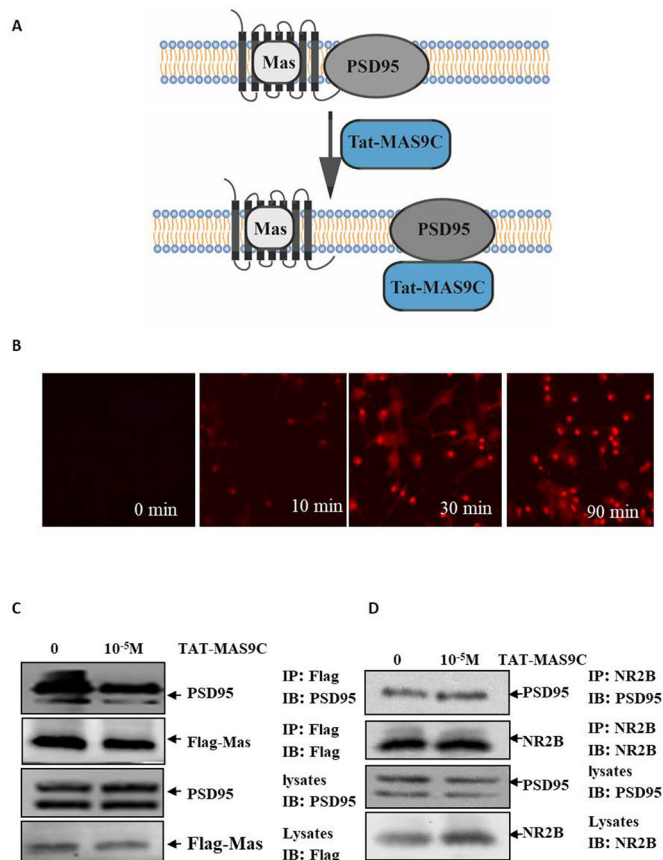 A
Mas
PSD95
Tat-MAS9C
Mas
PSD95
Tat-MAS9C
B
0 min
10 min
30 min
90 min
C
0 10⁻⁵M TAT-MAS9C
PSD95
IP: Flag
IB: PSD95
Flag-Mas
IP: Flag
IB: Flag
PSD95
lysates
IB: PSD95
Flag-Mas
Lysates
IB: Flag
D
0 10⁻⁵M TAT-MAS9C
PSD95
IP: NR2B
IB: PSD95
NR2B
IP: NR2B
IB: NR2B
PSD95
lysates
IB: PSD95
NR2B
Lysates
IB: NR2B